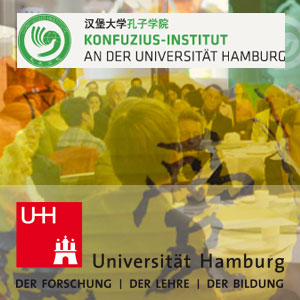 汉堡大学孔子学院
KONFUZIUS-INSTITUT
AN DER UNIVERSITÄT HAMBURG
UHH
Universität Hamburg
DER FORSCHUNG | DER LEHRE | DER BILDUNG